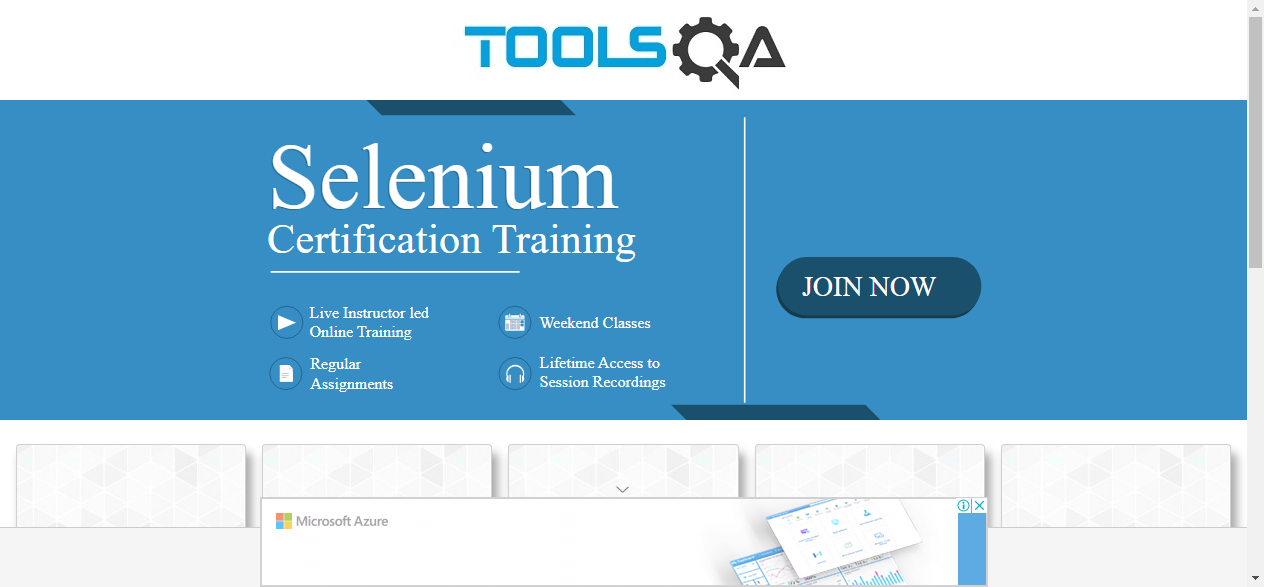 TOOLSQA
Selenium
Certification Training
JOIN NOW
Live Instructor led
Online Training
Weekend Classes
Regular
Assignments
Lifetime Access to
Session Recordings
Microsoft Azure